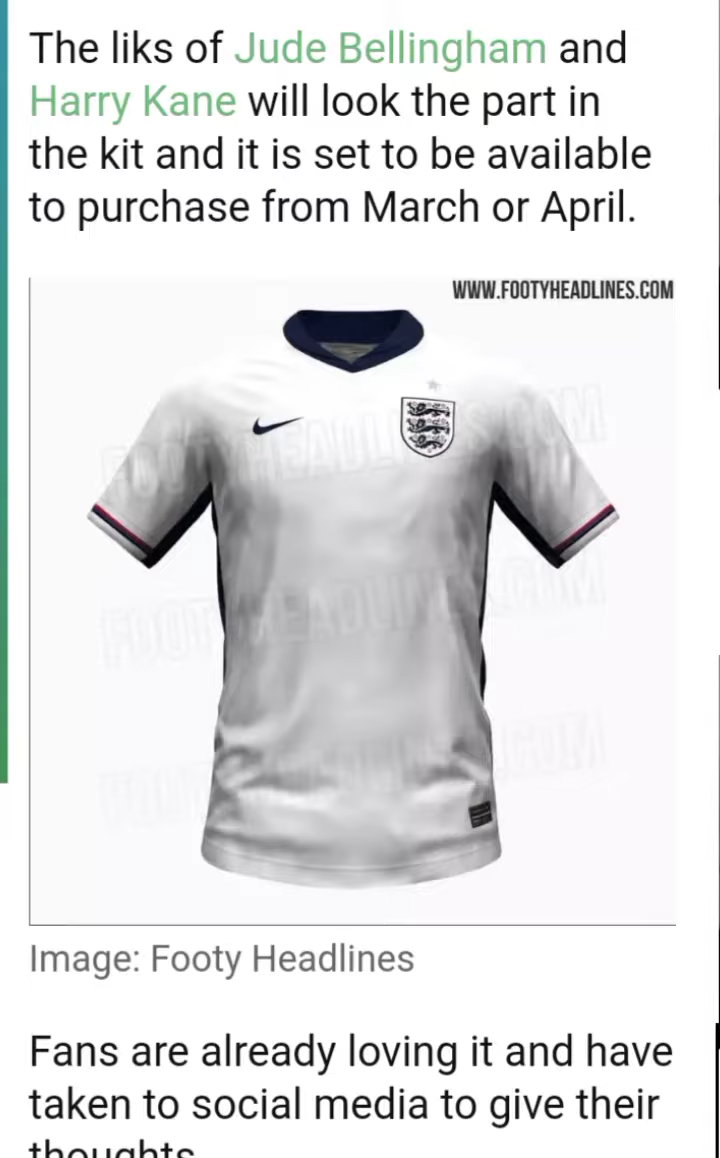 The liks of Jude Bellingham and
Harry Kane will look the part in
the kit and it is set to be available
to purchase from March or April.
WWW.FOOTYHEADLINES.COM
Image: Footy Headlines
Fans are already loving it and have
taken to social media to give their
thoughts